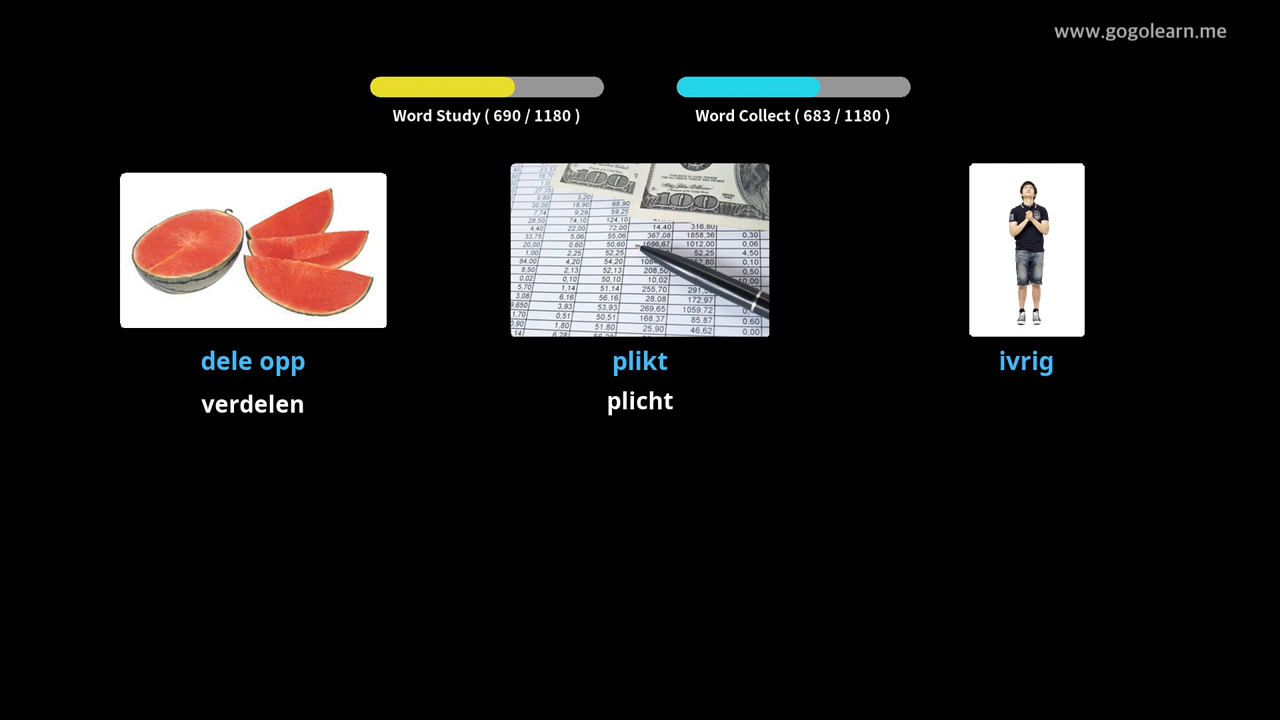 www.gogolearn.me
Word Study ( 690 / 1180 )
Word Collect ( 683 / 1180 )
dele opp
plikt
ivrig
verdelen
plicht